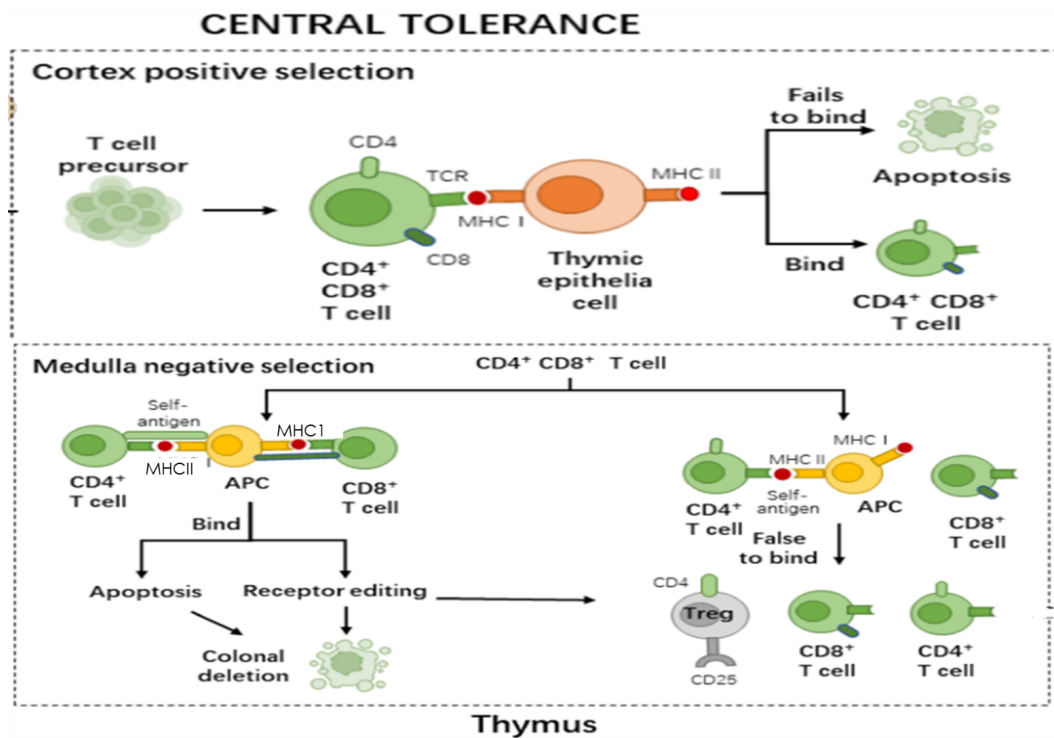 CENTRAL TOLERANCE
Cortex positive selection
T cell
precursor
CD4
TCR
MHC I
CD8
CD4⁺
CD8⁺
T cell
MHC II
Thymic
epithelia
cell
Fails
to bind
Apoptosis
Bind
CD4⁺ CD8⁺
T cell
Medulla negative selection
CD4⁺ CD8⁺ T cell
Self-
antigen
MHC1
MHCII
CD4⁺
T cell
APC
CD8⁺
T cell
Bind
Apoptosis
Receptor editing
Colonal
deletion
MHC I
MHC II
Self-
antigen
CD4⁺
T cell
APC
CD8⁺
T cell
False
to bind
CD4
Treg
CD25
CD8⁺
T cell
CD4⁺
T cell
Thymus